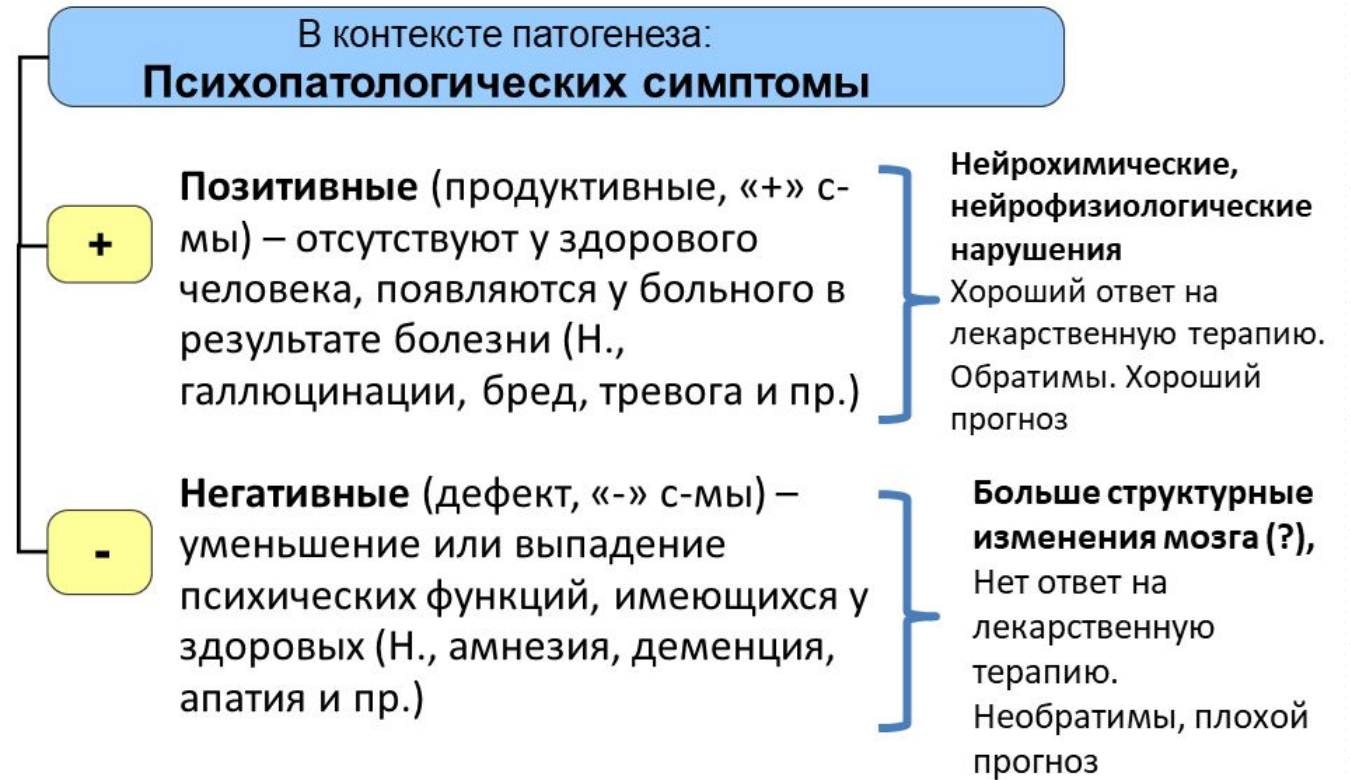 В контексте патогенеза:
Психопатологических симптомы
+
Позитивные (продуктивные, «+» с-
мы) – отсутствуют у здорового
человека, появляются у больного в
результате болезни (Н.,
галлюцинации, бред, тревога и пр.)
Нейрохимические,
нейрофизиологические
нарушения
Хороший ответ на
лекарственную терапию.
Обратимы. Хороший
прогноз
-
Негативные (дефект, «-» с-мы) –
уменьшение или выпадение
психических функций, имеющихся у
здоровых (Н., амнезия, деменция,
апатия и пр.)
Больше структурные
изменения мозга (?),
Нет ответ на
лекарственную
терапию.
Необратимы, плохой
прогноз